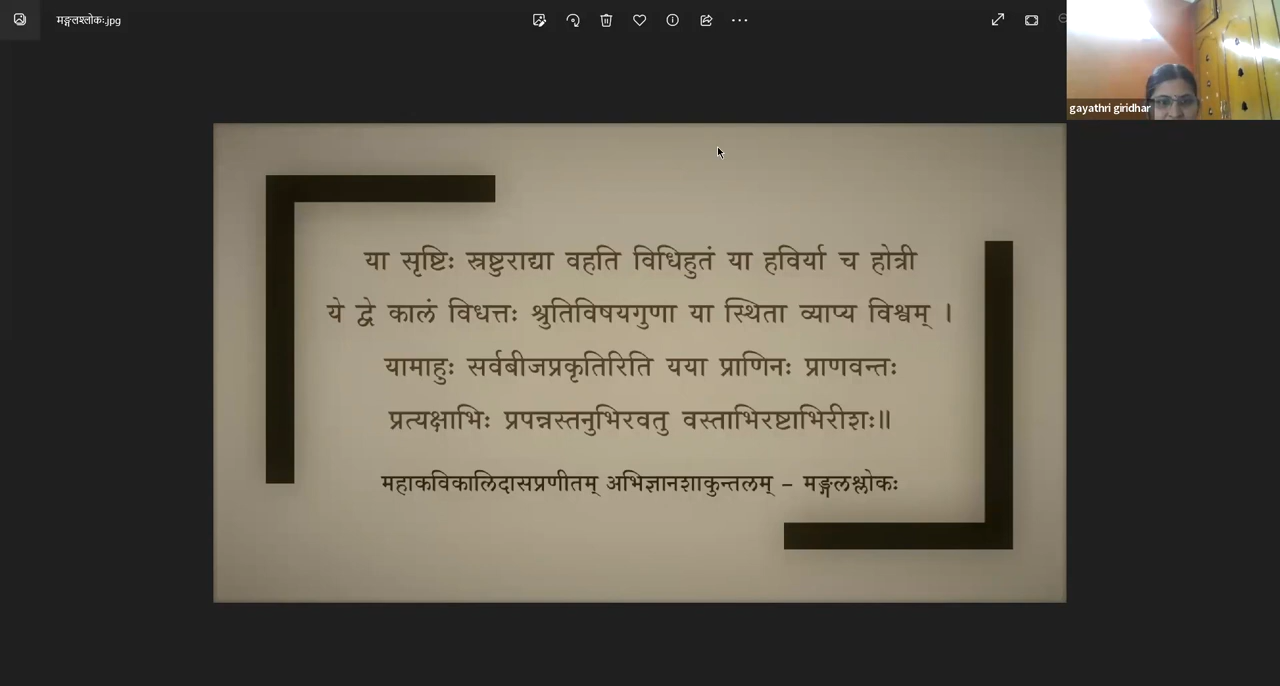 मङ्गलश्लोकः.jpg
gayathri giridhar
या सृष्टिः स्रष्टुराद्या वहति विधिहुतं या हविर्या च होत्री
ये द्वे कालं विधत्तः श्रुतिविषयगुणा या स्थिता व्याप्य विश्वम् ।
यामाहुः सर्वबीजप्रकृतिरिति यया प्राणिनः प्राणवन्तः
प्रत्यक्षाभिः प्रपन्नस्तनुभिरवतु वस्ताभिरष्टाभिरीशः॥
महाकविकालिदासप्रणीतम् अभिज्ञानशाकुन्तलम् – मङ्गलश्लोकः